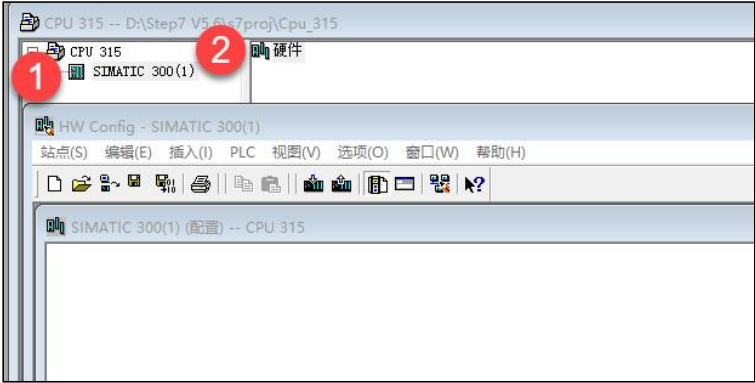 CPU 315 -- D:\Step7 V5.6\s7proj\Cpu_315
CPU 315
2
硬件
1
SIMATIC 300(1)
HW Config - SIMATIC 300(1)
站点(S) 编辑(E) 插入(I) PLC 视图(V) 选项(O) 窗口(W) 帮助(H)
SIMATIC 300(1) (配置) -- CPU 315